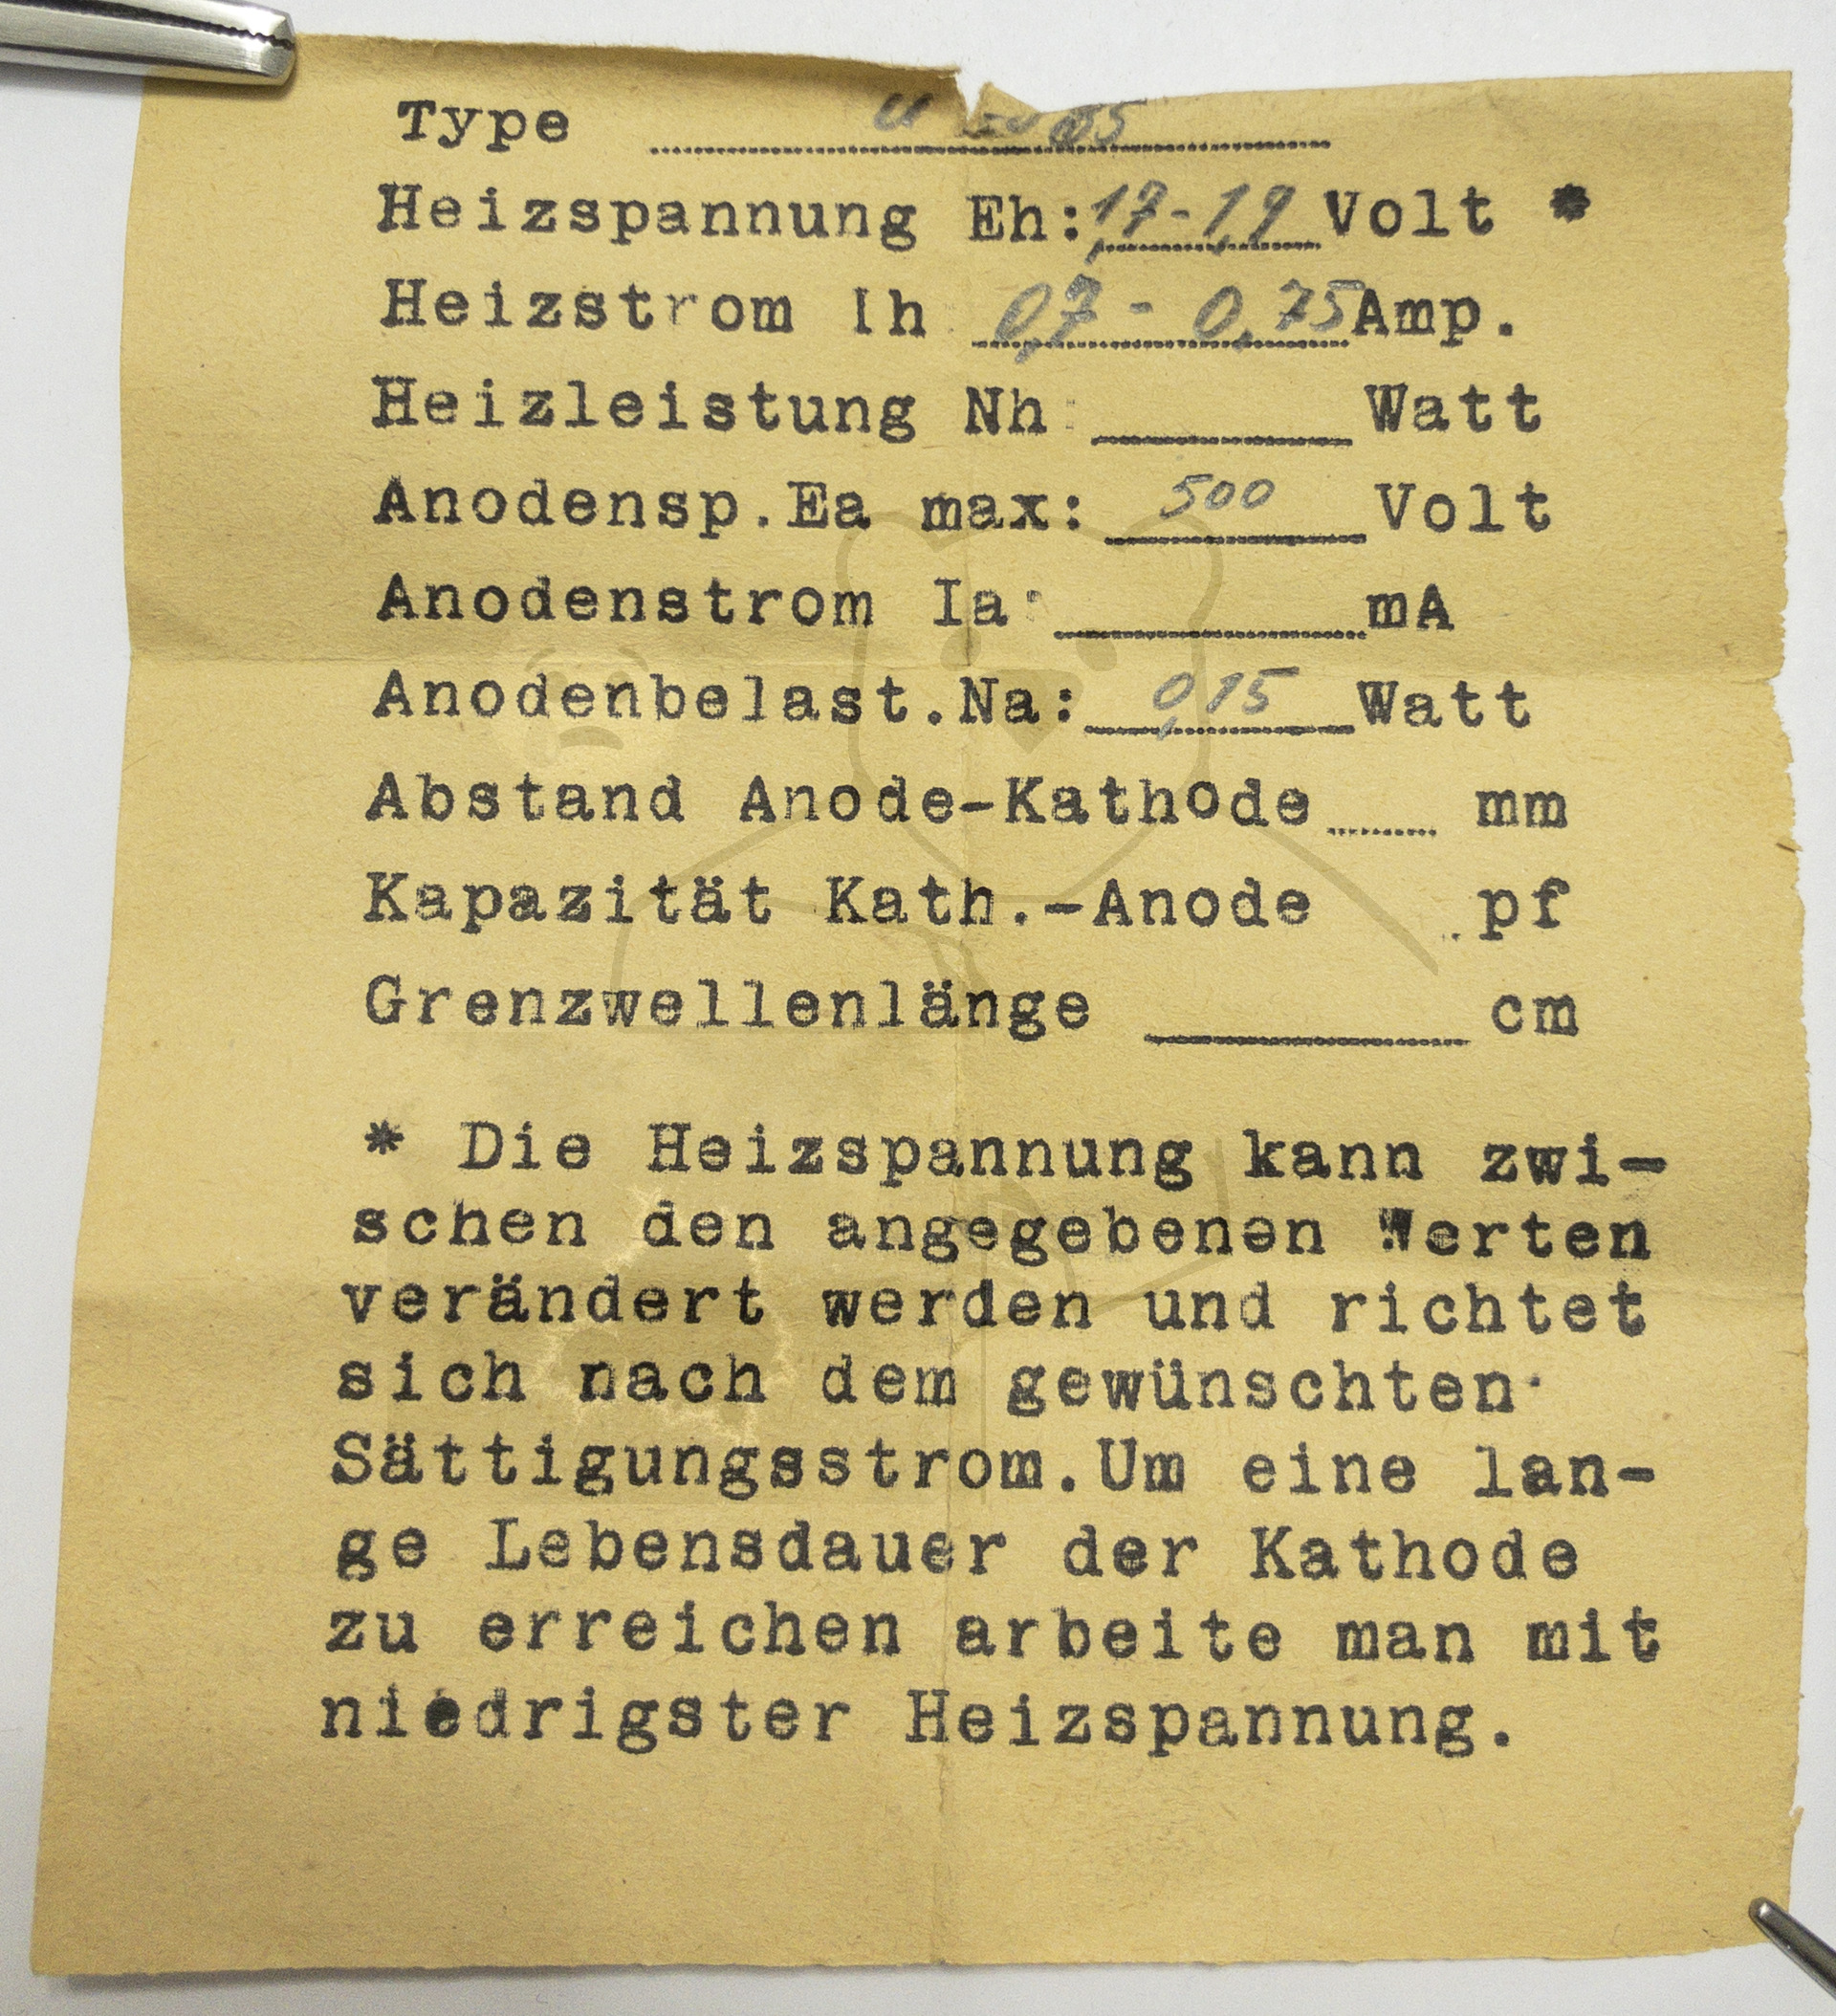 Type
Heizspannung Eh: 1,7-1,9 Volt *
Heizstrom Ih 0,7 - 0,75 Amp.
Heizleistung Nh: Watt
Anodensp.Ea max: 500 Volt
Anodenstrom Ia: mA
Anodenbelast.Na: 0,15 Watt
Abstand Anode-Kathode mm
Kapazität Kath.-Anode pf
Grenzwellenlänge cm
* Die Heizspannung kann zwi-
schen den angegebenen Werten
verändert werden und richtet
sich nach dem gewünschten
Sättigungsstrom.Um eine lan-
ge Lebensdauer der Kathode
zu erreichen arbeite man mit
niedrigster Heizspannung.